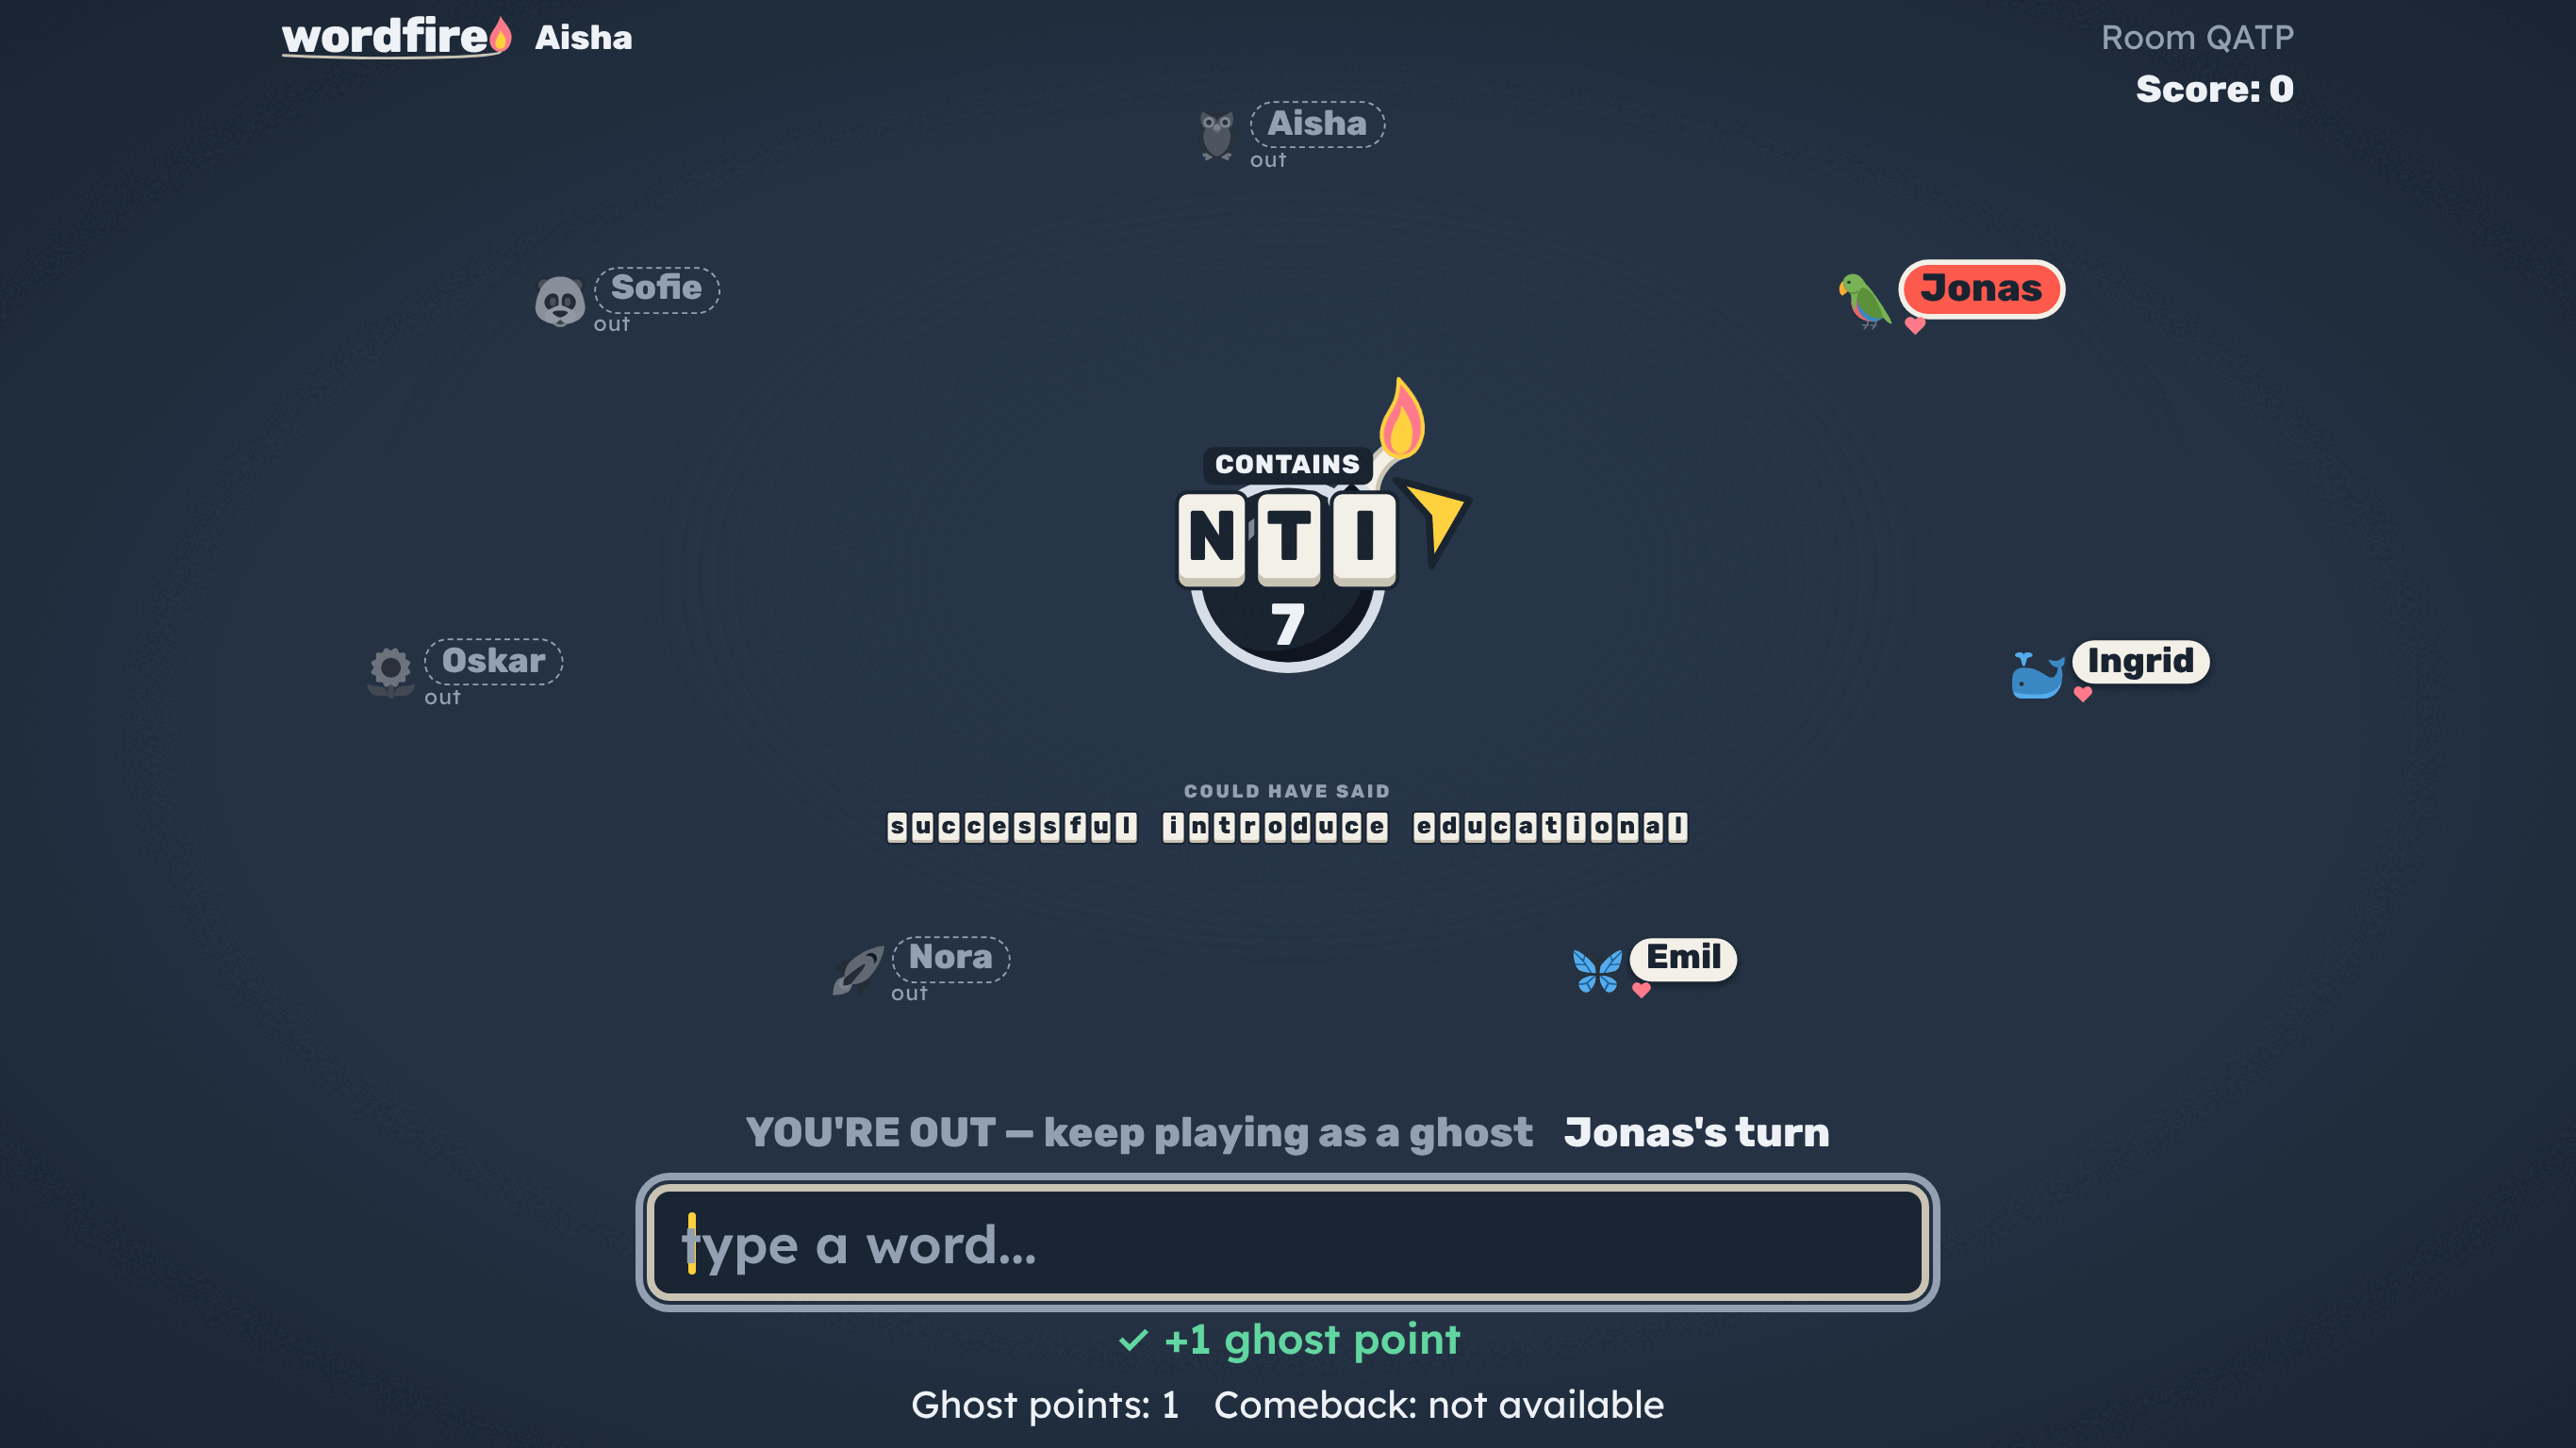 wordfire Aisha
Room QATP
Score: 0
Aisha
out
Sofie
out
Jonas
CONTAINS
NTI
7
Oskar
out
Ingrid
COULD HAVE SAID
successful introduce educational
Nora
out
Emil
YOU'RE OUT — keep playing as a ghost Jonas's turn
type a word...
✓ +1 ghost point
Ghost points: 1 Comeback: not available